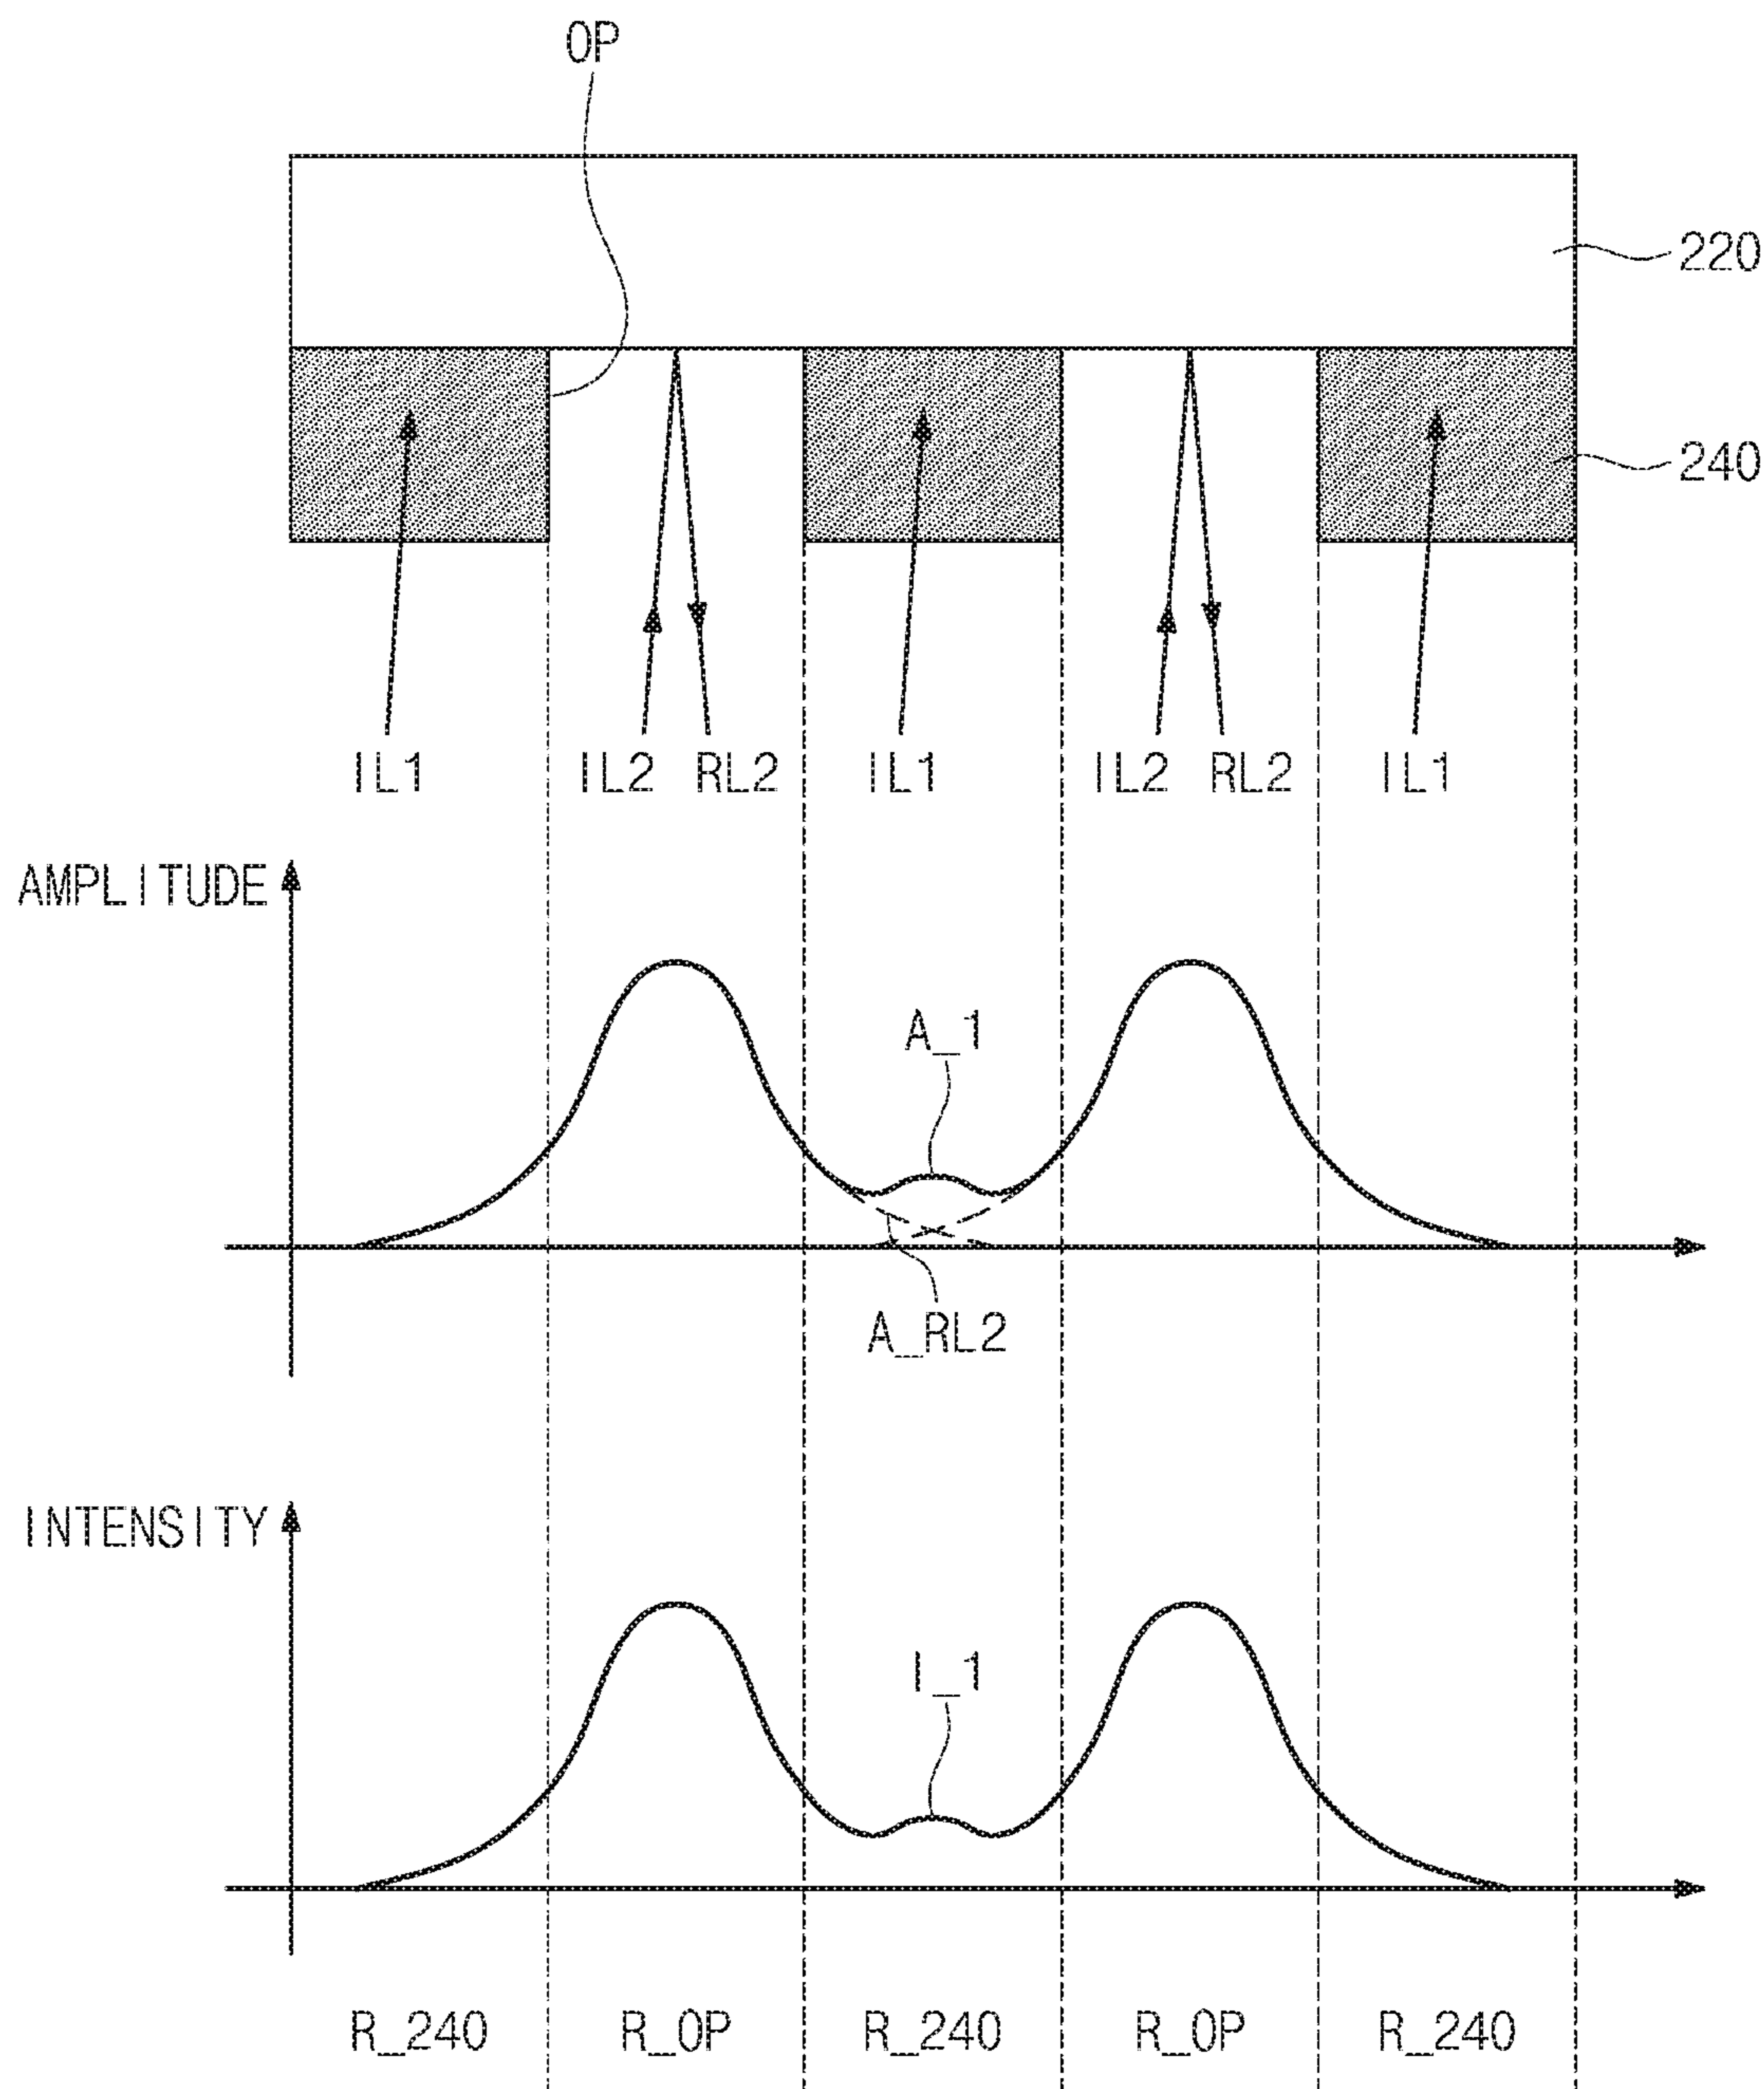 OP
220
240
IL1 IL2 RL2 IL1 IL2 RL2 IL1
AMPLITUDE
A_1
A_RL2
INTENSITY
I_1
R_240 R_OP R_240 R_OP R_240